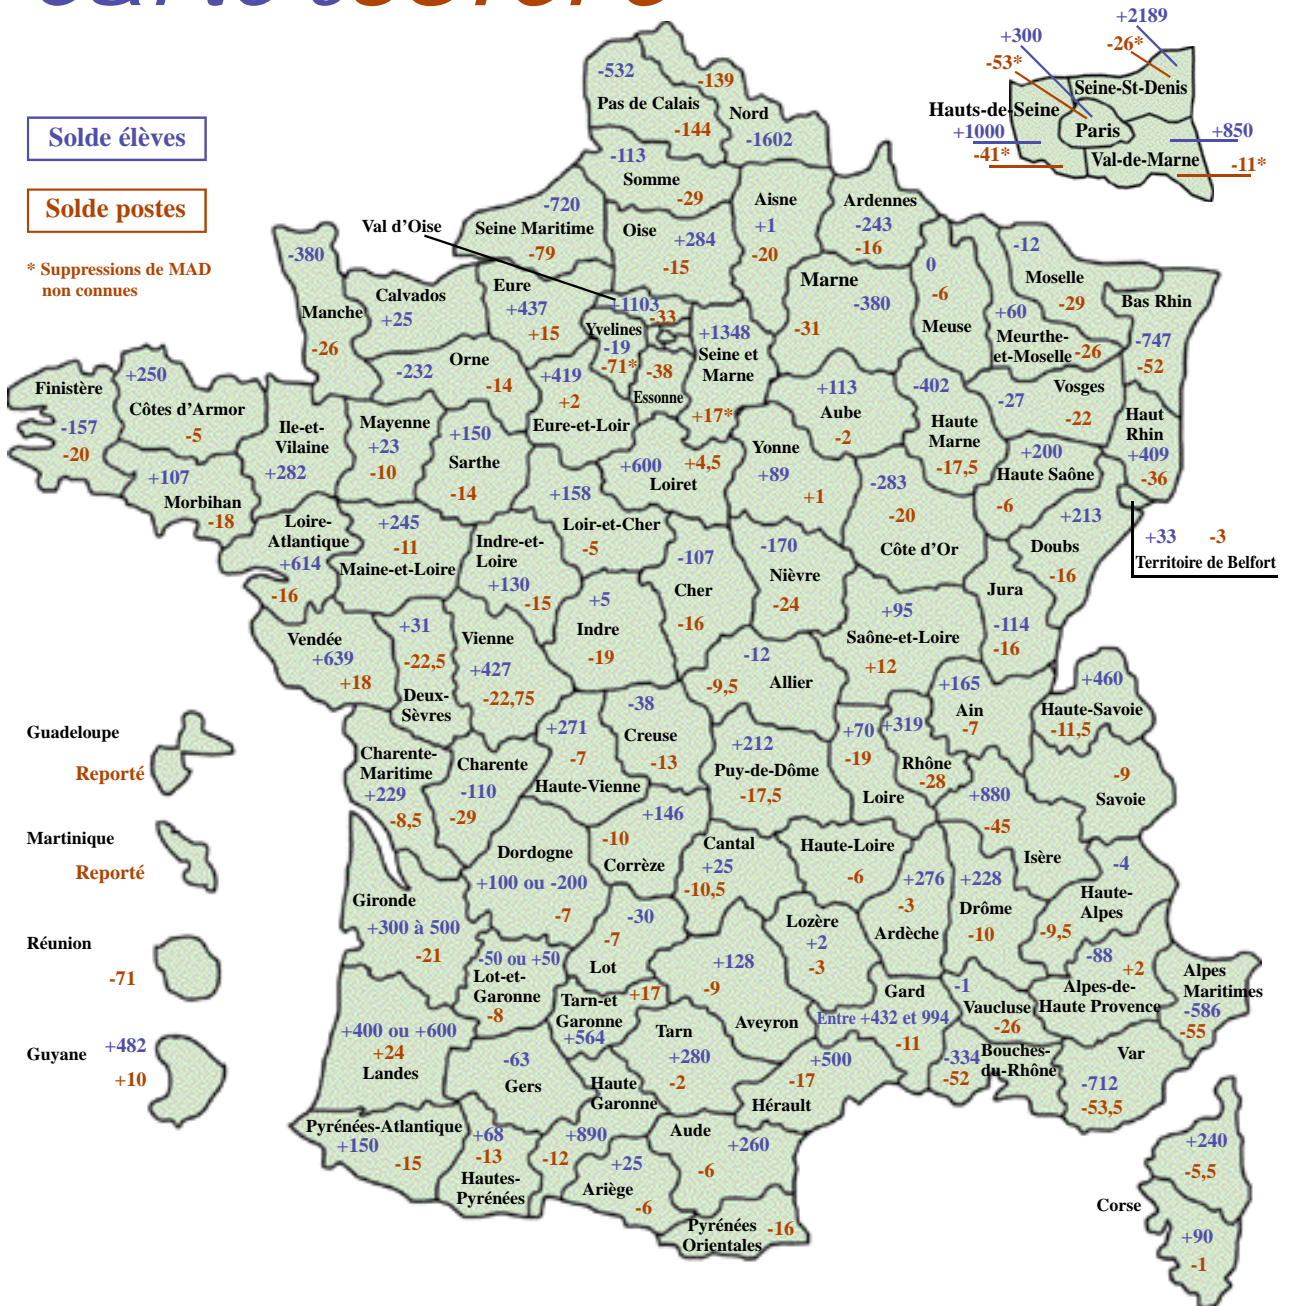 +2189
+300
-26*
-53*
Seine-St-Denis
Hauts-de-Seine
Paris
+1000
+850
-41*
Val-de-Marne
-11*
Solde élèves
Solde postes
* Suppressions de MAD
non connues
-532
-139
Pas de Calais
Nord
-144
-1602
-113
Somme
-29
Aisne
+1
-20
Ardennes
-243
-16
-720
Seine Maritime
-79
Val d'Oise
Oise
+284
-15
-380
Manche
-26
Calvados
+25
Eure
+437
+15
+1103
-33
Yvelines
-19
-71*
-38
Essonne
+1348
Seine et
Marne
+17*
Marne
-380
-31
0
-6
Meuse
-12
Moselle
-29
+60
Meurthe-
et-Moselle
-26
Bas Rhin
-747
-52
Orne
-232
-14
+419
+2
Eure-et-Loir
+113
Aube
-2
-402
Haute
Marne
-17,5
Vosges
-27
-22
Haut
Rhin
+409
-36
Finistère
-157
-20
+250
Côtes d'Armor
-5
Ile-et-
Vilaine
+282
Mayenne
+23
-10
+150
Sarthe
-14
+600
+4,5
Loiret
Yonne
+89
+1
+200
Haute Saône
-6
+107
Morbihan
-18
Loire-
Atlantique
+614
-16
+245
-11
Maine-et-Loire
+158
Loir-et-Cher
-5
Indre-et-
Loire
+130
-15
-107
Cher
-16
-170
Nièvre
-24
-283
-20
Côte d'Or
+213
Doubs
-16
+33
-3
Territoire de Belfort
Jura
-114
-16
Vendée
+639
+18
+31
-22,5
Deux-
Sèvres
Vienne
+427
-22,75
+5
Indre
-19
-12
-9,5
Allier
+95
Saône-et-Loire
+12
+165
Ain
-7
+460
Haute-Savoie
-11,5
Guadeloupe
Reporté
Charente-
Maritime
+229
-8,5
Charente
-110
-29
+271
-7
Haute-Vienne
-38
Creuse
-13
+212
Puy-de-Dôme
-17,5
+70
-19
Loire
+319
Rhône
-28
+880
-45
Isère
-9
Savoie
Martinique
Reporté
Dordogne
+100 ou -200
-7
+146
-10
Corrèze
Cantal
+25
-10,5
Haute-Loire
-6
+276
-3
Ardèche
+228
Drôme
-10
-4
Haute-
Alpes
-9,5
Gironde
+300 à 500
-21
-50 ou +50
Lot-et-
Garonne
-8
-30
-7
Lot
Lozère
+2
-3
Réunion
-71
Tarn-et
Garonne
+17
+564
+128
-9
Aveyron
Gard
Entre +432 et 994
-11
-1
Vaucluse
-26
-88
+2
Alpes-de-
Haute Provence
Alpes
Maritimes
-586
-55
Guyane
+482
+10
+400 ou +600
+24
Landes
-63
Gers
Tarn
+280
-2
Haute
Garonne
+500
-17
Hérault
-334
-52
Bouches-
du-Rhône
Var
-712
-53,5
Pyrénées-Atlantique
+150
-15
+68
-13
Hautes-
Pyrénées
+890
-12
+25
Ariège
-6
Aude
+260
-6
Pyrénées
Orientales
-16
Corse
+240
-5,5
+90
-1